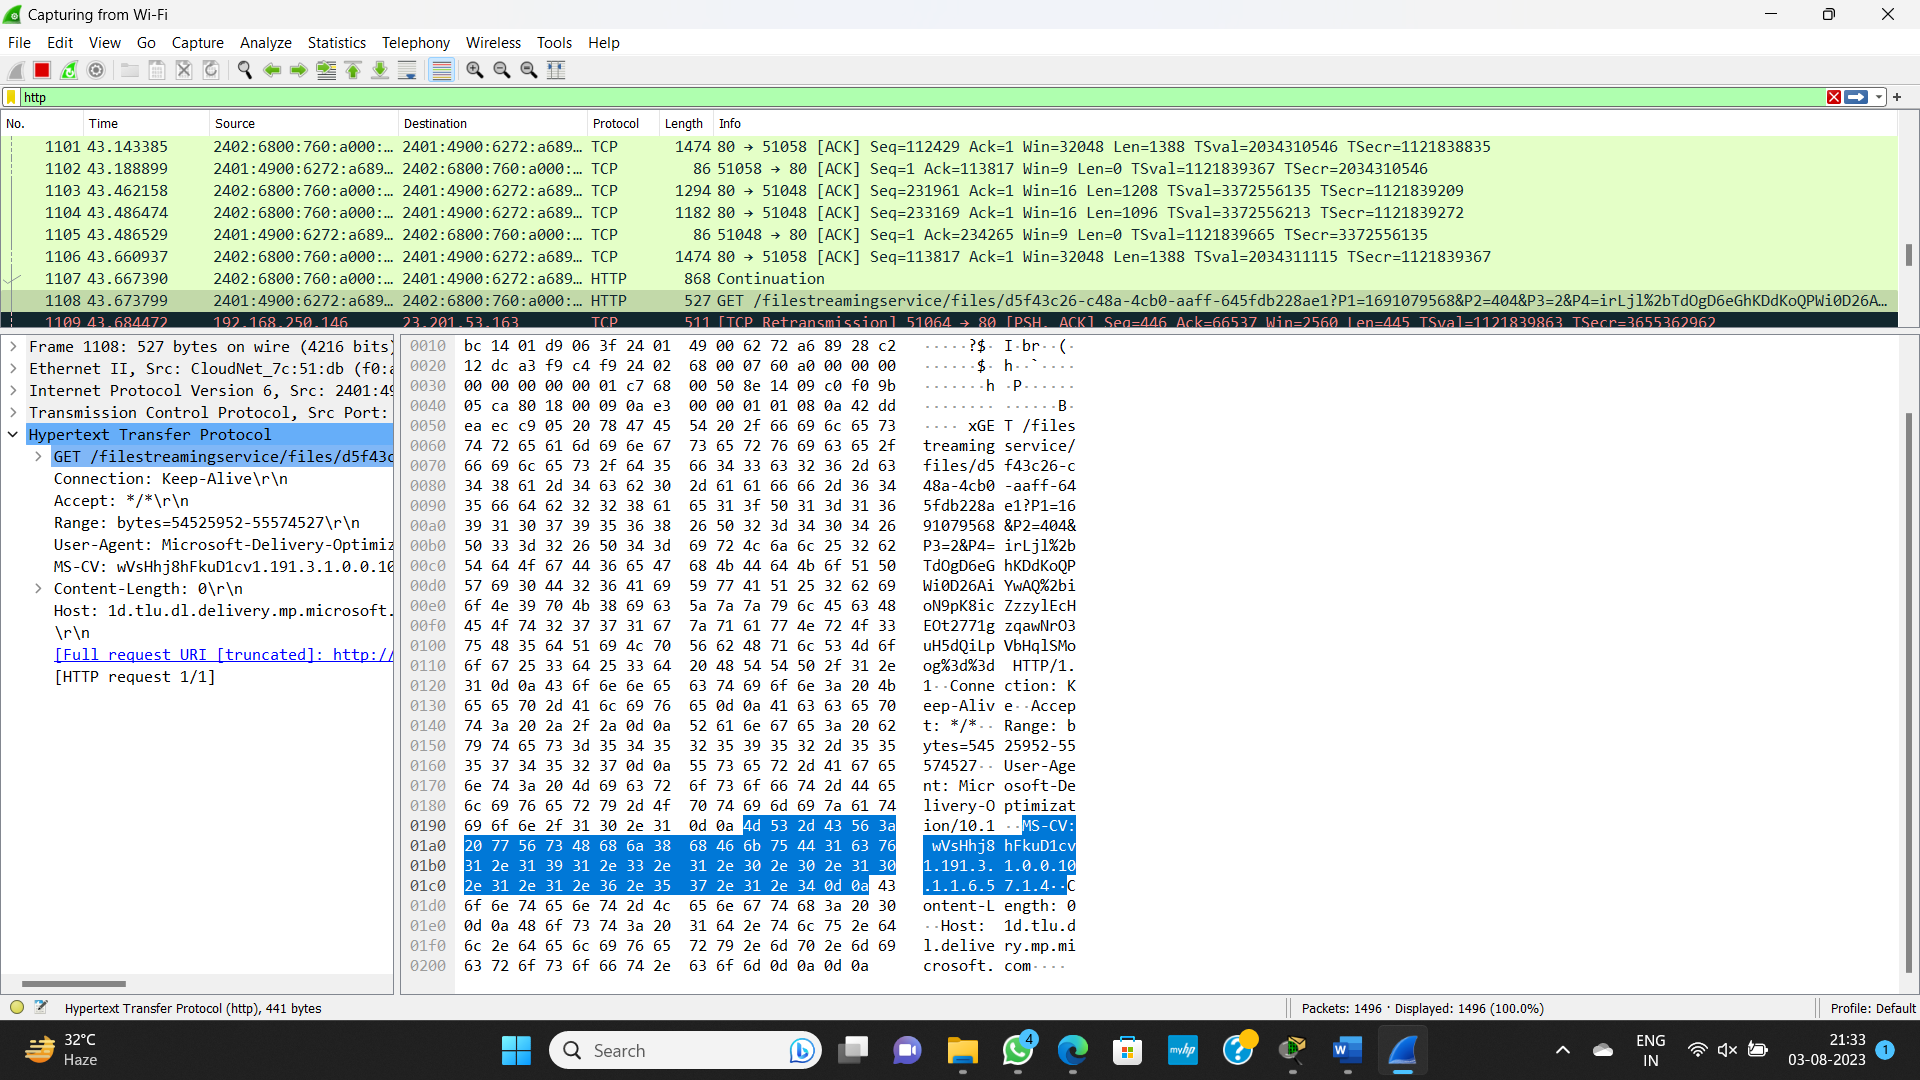 Capturing from Wi-Fi
File Edit View Go Capture Analyze Statistics Telephony Wireless Tools Help
http
No. Time Source Destination Protocol Length Info
1101 43.143385 2402:6800:760:a000:… 2401:4900:6272:a689… TCP 1474 80 → 51058 [ACK] Seq=112429 Ack=1 Win=32048 Len=1388 TSval=2034310546 TSecr=1121838835
1102 43.188899 2401:4900:6272:a689… 2402:6800:760:a000:… TCP 86 51058 → 80 [ACK] Seq=1 Ack=113817 Win=9 Len=0 TSval=1121839367 TSecr=2034310546
1103 43.462158 2402:6800:760:a000:… 2401:4900:6272:a689… TCP 1294 80 → 51048 [ACK] Seq=231961 Ack=1 Win=16 Len=1208 TSval=3372556135 TSecr=1121839209
1104 43.486474 2402:6800:760:a000:… 2401:4900:6272:a689… TCP 1182 80 → 51048 [ACK] Seq=233169 Ack=1 Win=16 Len=1096 TSval=3372556213 TSecr=1121839272
1105 43.486529 2401:4900:6272:a689… 2402:6800:760:a000:… TCP 86 51048 → 80 [ACK] Seq=1 Ack=234265 Win=9 Len=0 TSval=1121839665 TSecr=3372556135
1106 43.660937 2402:6800:760:a000:… 2401:4900:6272:a689… TCP 1474 80 → 51058 [ACK] Seq=113817 Ack=1 Win=32048 Len=1388 TSval=2034311115 TSecr=1121839367
1107 43.667390 2402:6800:760:a000:… 2401:4900:6272:a689… HTTP 868 Continuation
1108 43.673799 2401:4900:6272:a689… 2402:6800:760:a000:… HTTP 527 GET /filestreamingservice/files/d5f43c26-c48a-4cb0-aaff-645fdb228ae1?P1=1691079568&P2=404&P3=2&P4=irLjl%2bTdOgD6eGhKDdKoQPWi0D26A…
1109 43.684472 192.168.250.146 23.201.53.163 TCP 511 [TCP Retransmission] 51064 → 80 [PSH, ACK] Seq=446 Ack=66537 Win=2560 Len=445 TSval=1121839863 TSecr=3655362962
Frame 1108: 527 bytes on wire (4216 bits)
Ethernet II, Src: CloudNet_7c:51:db (f0:a
Internet Protocol Version 6, Src: 2401:49
Transmission Control Protocol, Src Port:
Hypertext Transfer Protocol
GET /filestreamingservice/files/d5f43c
Connection: Keep-Alive\r\n
Accept: */*\r\n
Range: bytes=54525952-55574527\r\n
User-Agent: Microsoft-Delivery-Optimiz
MS-CV: wVsHhj8hFkuD1cv1.191.3.1.0.0.10
Content-Length: 0\r\n
Host: 1d.tlu.dl.delivery.mp.microsoft.
\r\n
[Full request URI [truncated]: http://
[HTTP request 1/1]
0010 bc 14 01 d9 06 3f 24 01 49 00 62 72 a6 89 28 c2 ·····?$· I·br··(·
0020 12 dc a3 f9 c4 f9 24 02 68 00 07 60 a0 00 00 00 ······$· h··`····
0030 00 00 00 00 00 01 c7 68 00 50 8e 14 09 c0 f0 9b ·······h ·P······
0040 05 ca 80 18 00 09 0a e3 00 00 01 01 08 0a 42 dd ········ ······B·
0050 ea ec c9 05 20 78 47 45 54 20 2f 66 69 6c 65 73 ···· xGE T /files
0060 74 72 65 61 6d 69 6e 67 73 65 72 76 69 63 65 2f treaming service/
0070 66 69 6c 65 73 2f 64 35 66 34 33 63 32 36 2d 63 files/d5 f43c26-c
0080 34 38 61 2d 34 63 62 30 2d 61 61 66 66 2d 36 34 48a-4cb0 -aaff-64
0090 35 66 64 62 32 32 38 61 65 31 3f 50 31 3d 31 36 5fdb228a e1?P1=16
00a0 39 31 30 37 39 35 36 38 26 50 32 3d 34 30 34 26 91079568 &P2=404&
00b0 50 33 3d 32 26 50 34 3d 69 72 4c 6a 6c 25 32 62 P3=2&P4= irLjl%2b
00c0 54 64 4f 67 44 36 65 47 68 4b 44 64 4b 6f 51 50 TdOgD6eG hKDdKoQP
00d0 57 69 30 44 32 36 41 69 59 77 41 51 25 32 62 69 Wi0D26Ai YwAQ%2bi
00e0 6f 4e 39 70 4b 38 69 63 5a 7a 7a 79 6c 45 63 48 oN9pK8ic ZzzylEcH
00f0 45 4f 74 32 37 37 31 67 7a 71 61 77 4e 72 4f 33 EOt2771g zqawNrO3
0100 75 48 35 64 51 69 4c 70 56 62 48 71 6c 53 4d 6f uH5dQiLp VbHqlSMo
0110 6f 67 25 33 64 25 33 64 20 48 54 54 50 2f 31 2e og%3d%3d HTTP/1.
0120 31 0d 0a 43 6f 6e 6e 65 63 74 69 6f 6e 3a 20 4b 1··Conne ction: K
0130 65 65 70 2d 41 6c 69 76 65 0d 0a 41 63 63 65 70 eep-Aliv e··Accep
0140 74 3a 20 2a 2f 2a 0d 0a 52 61 6e 67 65 3a 20 62 t: */*·· Range: b
0150 79 74 65 73 3d 35 34 35 32 35 39 35 32 2d 35 35 ytes=545 25952-55
0160 35 37 34 35 32 37 0d 0a 55 73 65 72 2d 41 67 65 574527·· User-Age
0170 6e 74 3a 20 4d 69 63 72 6f 73 6f 66 74 2d 44 65 nt: Micr osoft-De
0180 6c 69 76 65 72 79 2d 4f 70 74 69 6d 69 7a 61 74 livery-O ptimizat
0190 69 6f 6e 2f 31 30 2e 31 0d 0a 4d 53 2d 43 56 3a ion/10.1 ··MS-CV:
01a0 20 77 56 73 48 68 6a 38 68 46 6b 75 44 31 63 76 wVsHhj8 hFkuD1cv
01b0 31 2e 31 39 31 2e 33 2e 31 2e 30 2e 30 2e 31 30 1.191.3. 1.0.0.10
01c0 2e 31 2e 31 2e 36 2e 35 37 2e 31 2e 34 0d 0a 43 .1.1.6.5 7.1.4··C
01d0 6f 6e 74 65 6e 74 2d 4c 65 6e 67 74 68 3a 20 30 ontent-L ength: 0
01e0 0d 0a 48 6f 73 74 3a 20 31 64 2e 74 6c 75 2e 64 ··Host: 1d.tlu.d
01f0 6c 2e 64 65 6c 69 76 65 72 79 2e 6d 70 2e 6d 69 l.delive ry.mp.mi
0200 63 72 6f 73 6f 66 74 2e 63 6f 6d 0d 0a 0d 0a crosoft. com····
Hypertext Transfer Protocol (http), 441 bytes Packets: 1496 · Displayed: 1496 (100.0%) Profile: Default
32°C
Haze
Search
4
myhp
ENG
IN
21:33
03-08-2023
1